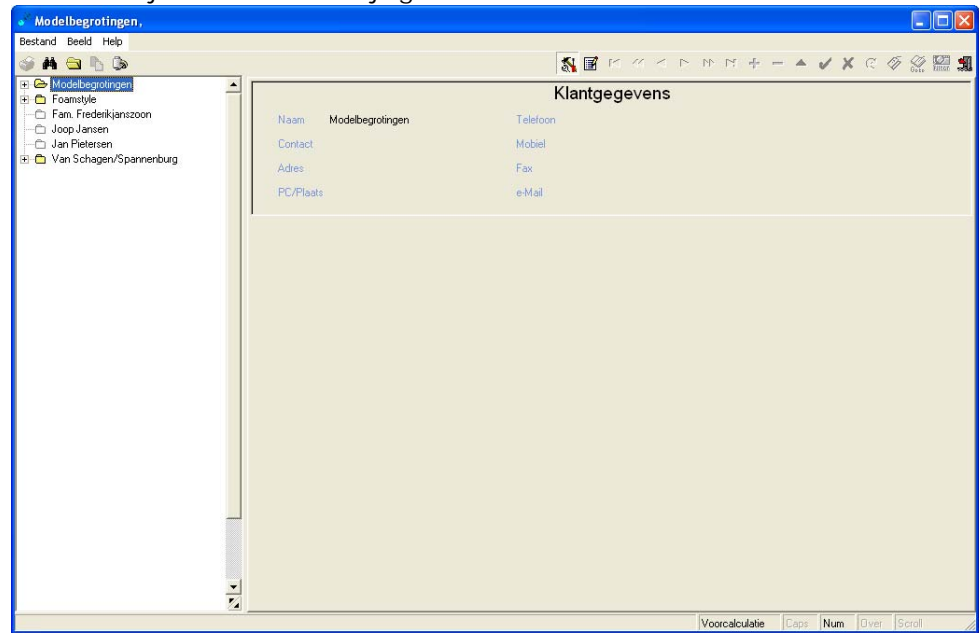 Modelbegrotingen,
Bestand Beeld Help
Modelbegrotingen
Foamstyle
Fam. Frederikjanszoon
Joop Jansen
Jan Pietersen
Van Schagen/Spannenburg
Klantgegevens
Naam Modelbegrotingen Telefoon
Contact Mobiel
Adres Fax
PC/Plaats e-Mail
Voorcalculatie Caps Num Over Scroll